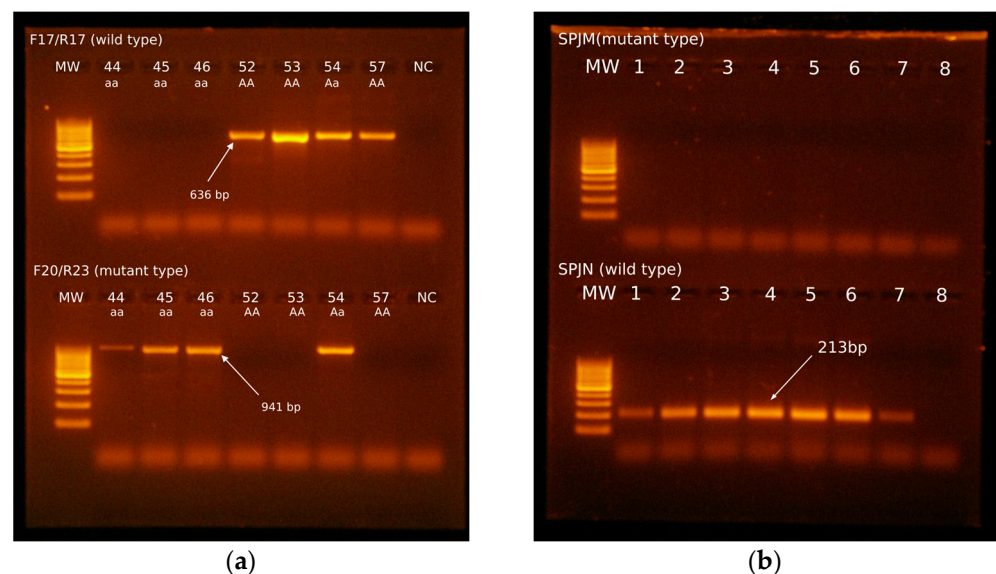 F17/R17 (wild type)
MW 44 45 46 52 53 54 57 NC
aa aa aa AA AA Aa AA
636 bp
F20/R23 (mutant type)
MW 44 45 46 52 53 54 57 NC
aa aa aa AA AA Aa AA
941 bp
(a)
SPJM(mutant type)
MW 1 2 3 4 5 6 7 8
SPJN (wild type)
MW 1 2 3 4 5 6 7 8
213bp
(b)